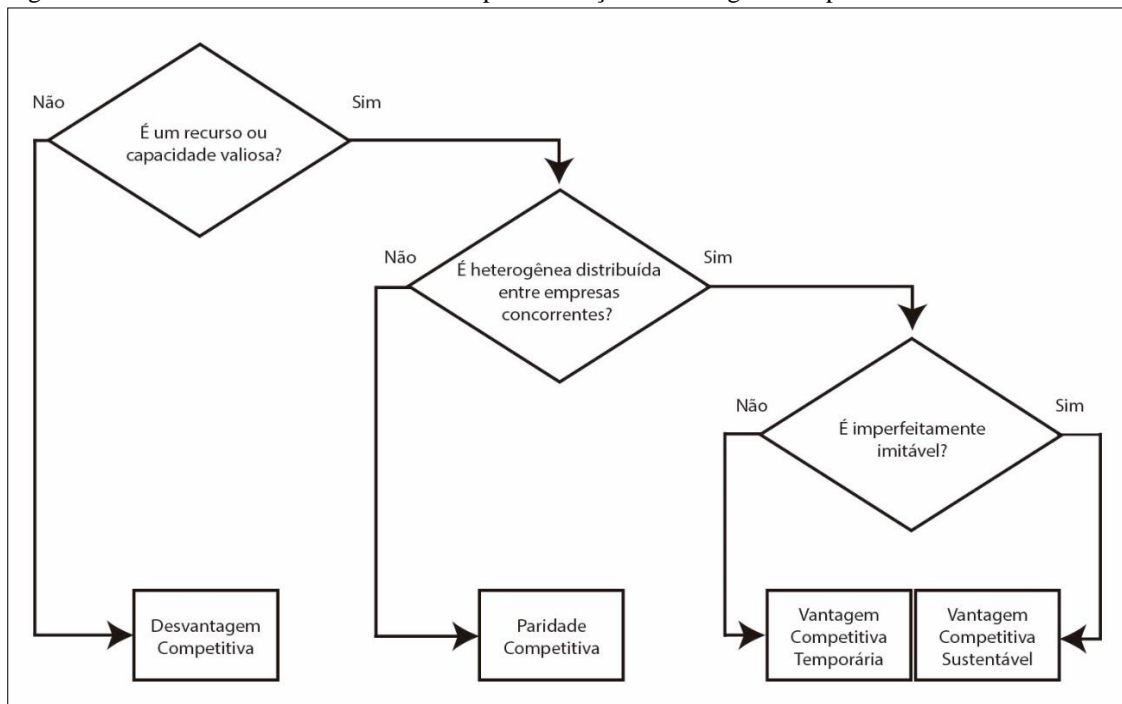 Não
Sim
É um recurso ou
capacidade valiosa?
Não
Sim
É heterogênea distribuída
entre empresas
concorrentes?
Não
Sim
É imperfeitamente
imitável?
Desvantagem
Competitiva
Paridade
Competitiva
Vantagem
Competitiva
Temporária
Vantagem
Competitiva
Sustentável